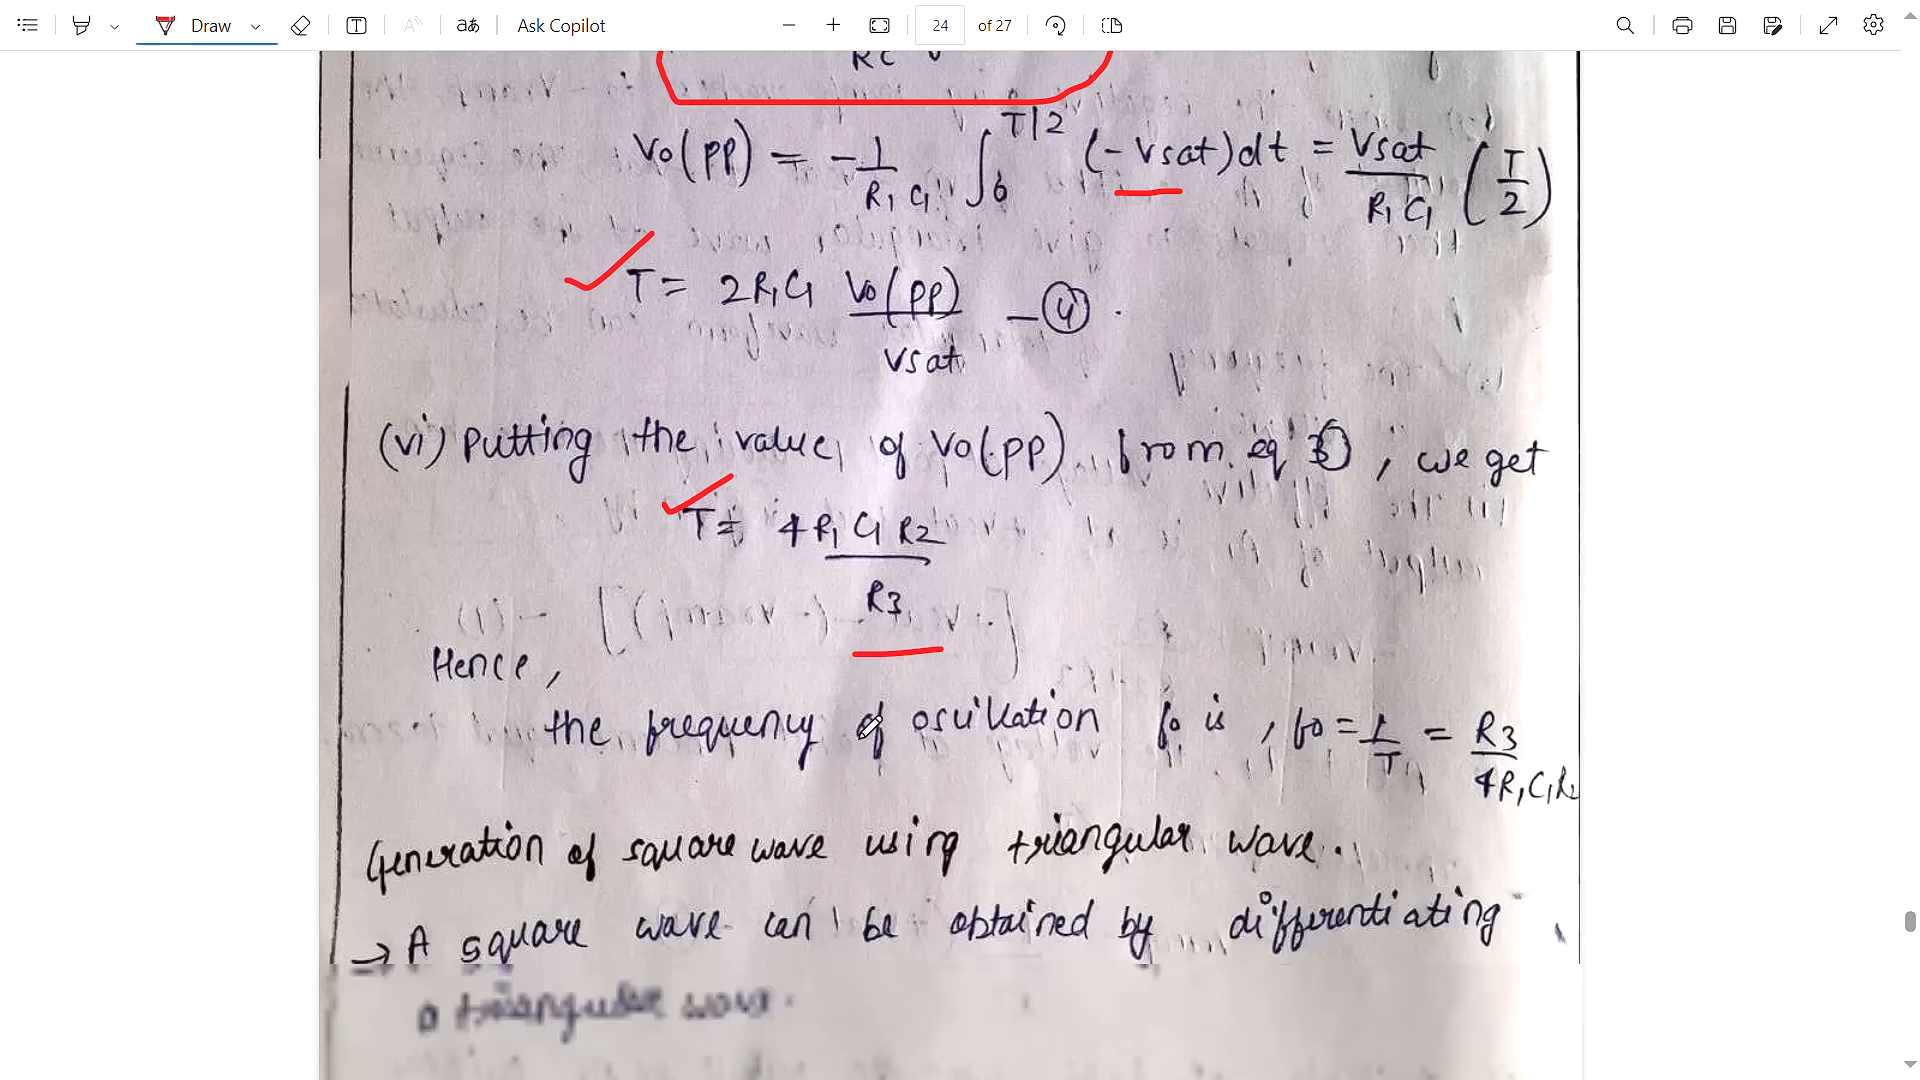 Draw
Ask Copilot
24 of 27
RC
Vo(PP) = -1/R1C1 ∫0^T/2 (-Vsat)dt = Vsat/R1C1 (T/2)
T = 2R1C1 Vo(PP)/Vsat - ④ .
(vi) Putting the value of Vo(PP) from eq ③, we get
T = 4R1C1R2/R3
Hence,
the frequency of oscillation fo is, fo = 1/T = R3/4R1C1R2
Generation of square wave using triangular wave.
→ A square wave can be obtained by differentiating
a triangular wave.